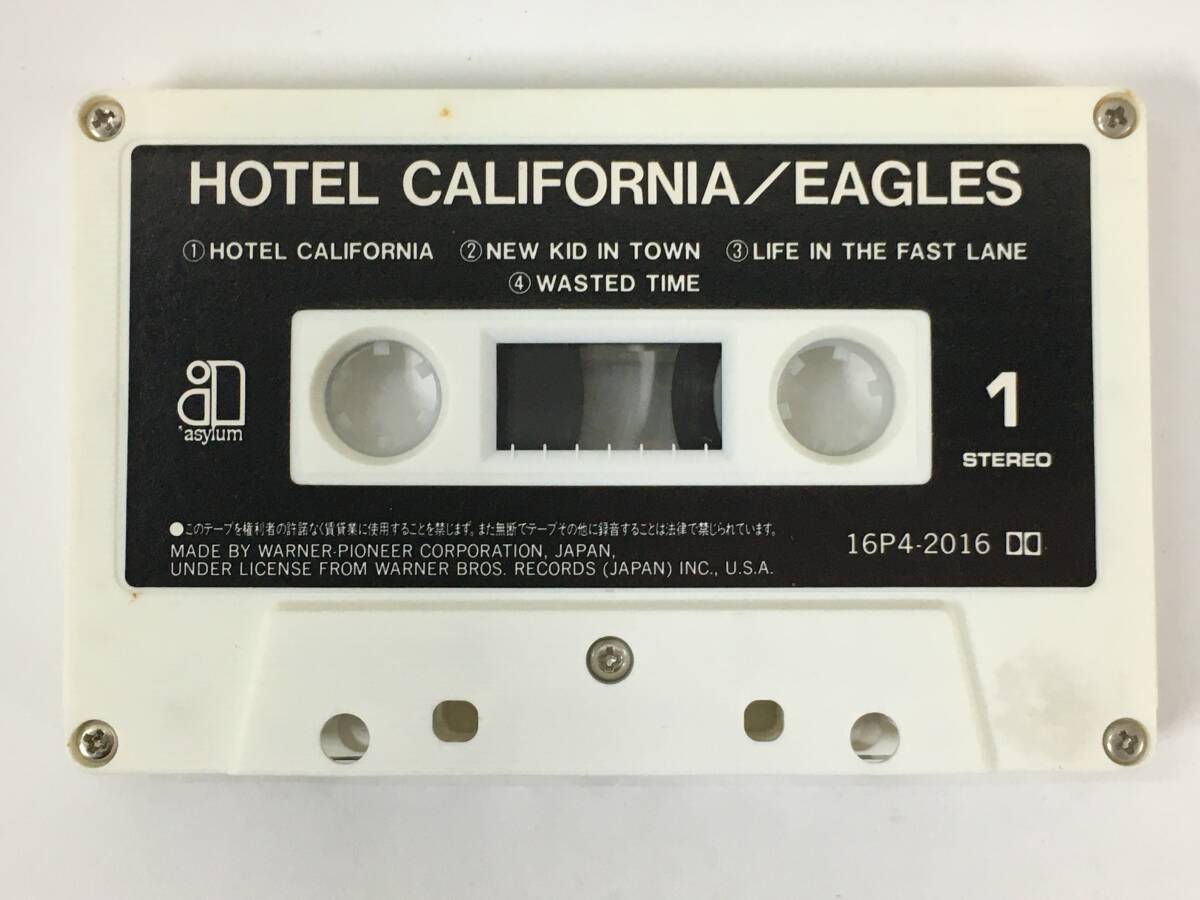 HOTEL CALIFORNIA/EAGLES
①HOTEL CALIFORNIA ②NEW KID IN TOWN ③LIFE IN THE FAST LANE
④WASTED TIME
asylum
1
STEREO
●このテープを権利者の許諾なく賃貸業に使用することを禁じます。また無断でテープその他に録音することは法律で禁じられています。
MADE BY WARNER-PIONEER CORPORATION, JAPAN,
UNDER LICENSE FROM WARNER BROS. RECORDS (JAPAN) INC., U.S.A.
16P4-2016